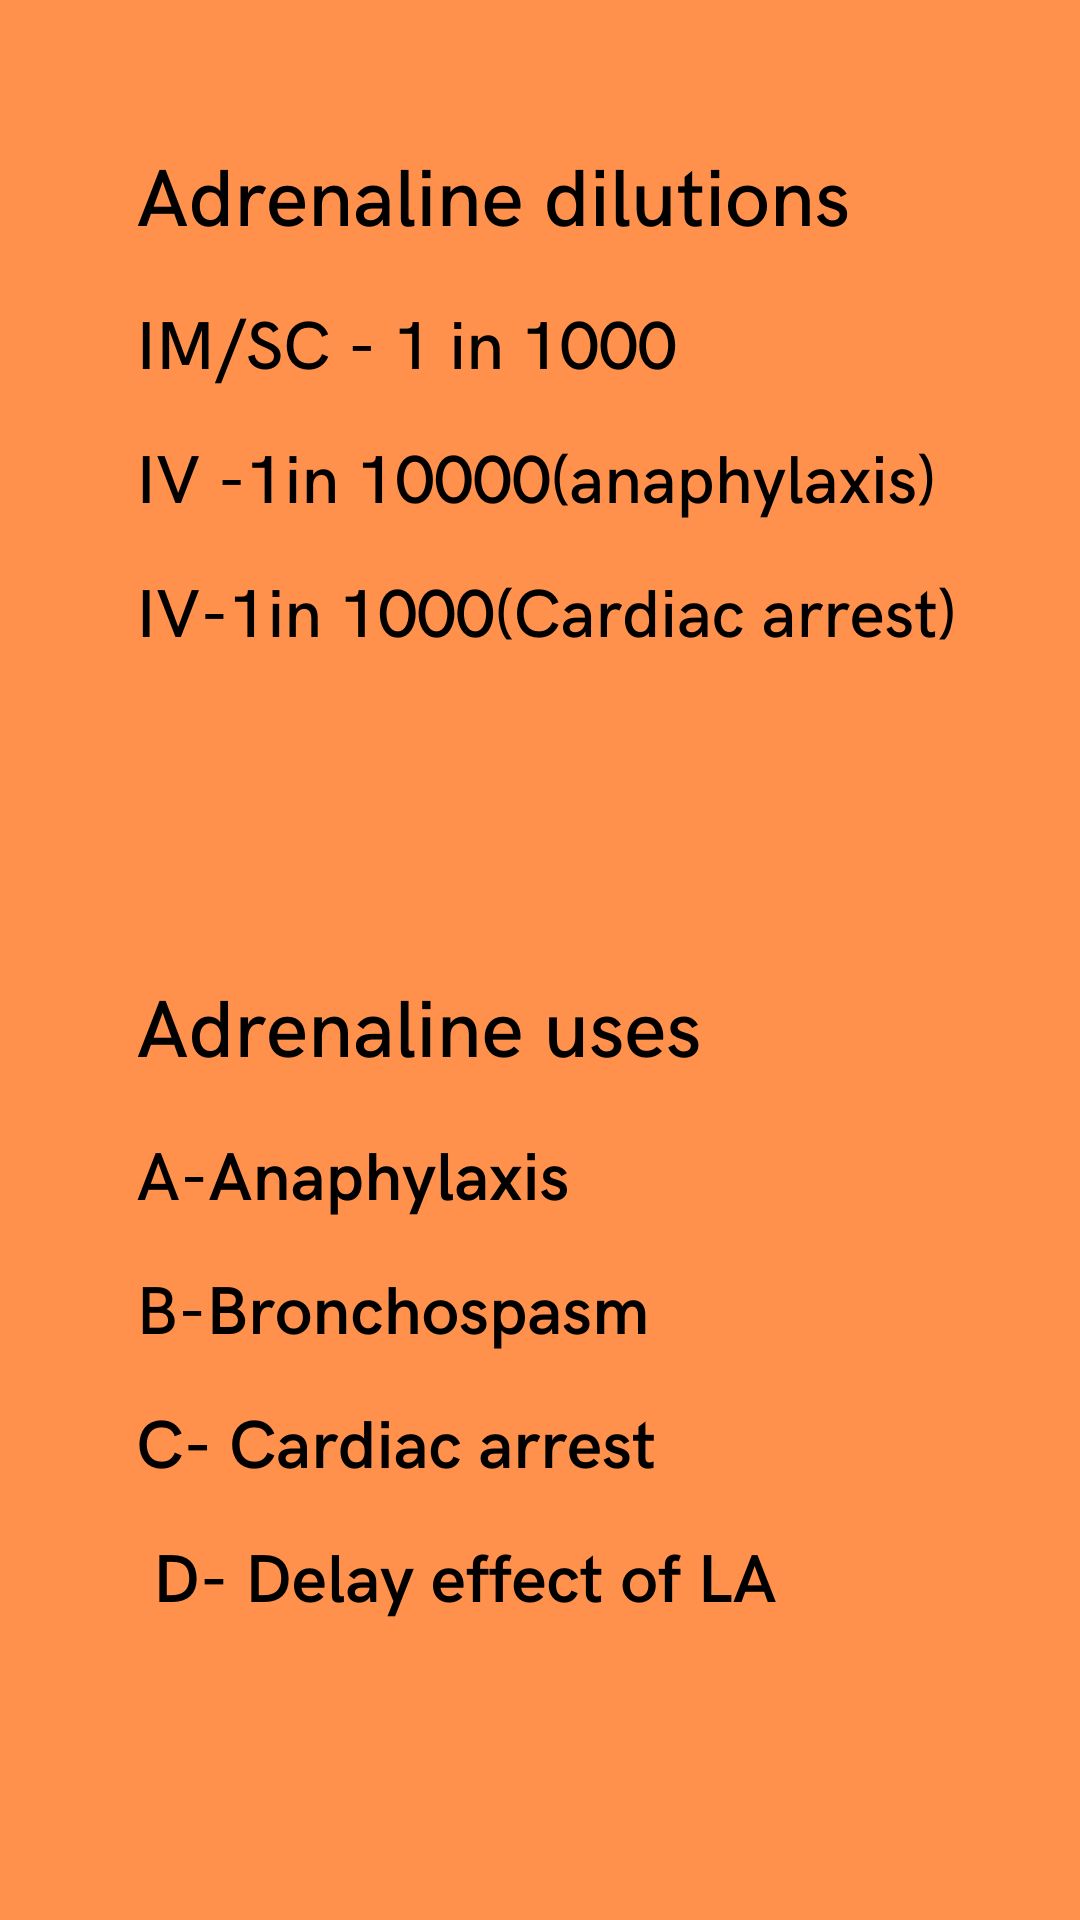 Adrenaline dilutions
IM/SC - 1 in 1000
IV -1in 10000(anaphylaxis)
IV-1in 1000(Cardiac arrest)
Adrenaline uses
A-Anaphylaxis
B-Bronchospasm
C- Cardiac arrest
D- Delay effect of LA